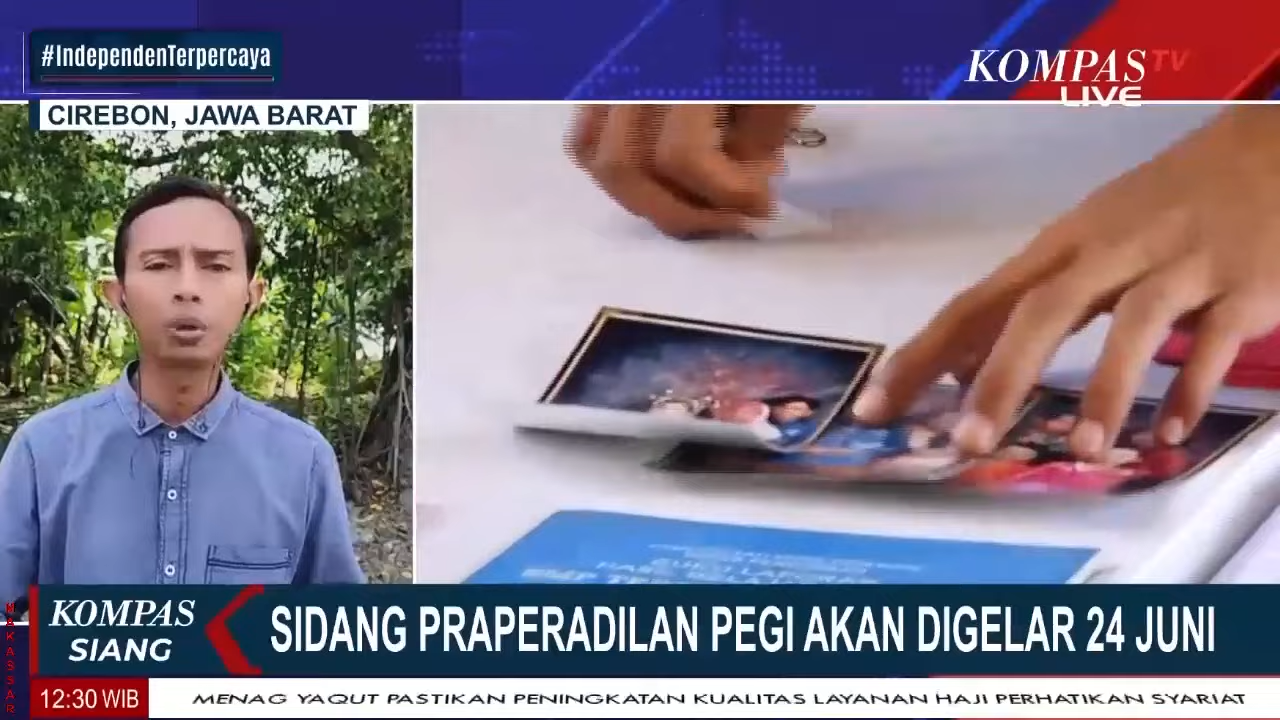 #IndependenTerpercaya
KOMPAS TV
LIVE
CIREBON, JAWA BARAT
KOMPAS
SIANG
SIDANG PRAPERADILAN PEGI AKAN DIGELAR 24 JUNI
MAKASSAR
12:30 WIB
MENAG YAQUT PASTIKAN PENINGKATAN KUALITAS LAYANAN HAJI PERHATIKAN SYARIAT